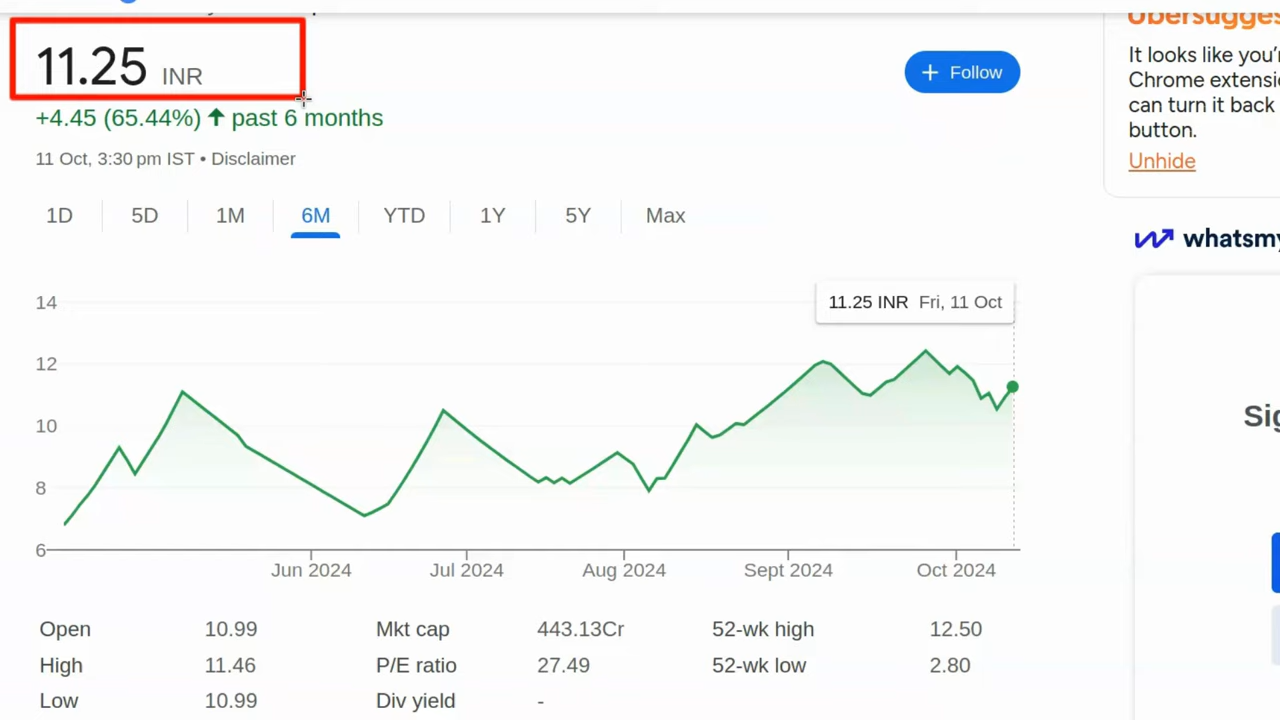 11.25 INR
+ Follow
+4.45 (65.44%) ↑ past 6 months
11 Oct, 3:30 pm IST • Disclaimer
1D 5D 1M 6M YTD 1Y 5Y Max
11.25 INR Fri, 11 Oct
14
12
10
8
6
Jun 2024 Jul 2024 Aug 2024 Sept 2024 Oct 2024
Open 10.99 Mkt cap 443.13Cr 52-wk high 12.50
High 11.46 P/E ratio 27.49 52-wk low 2.80
Low 10.99 Div yield -
Ubersugges
It looks like you'r
Chrome extensi
can turn it back
button.
Unhide
whatsmy
Sig